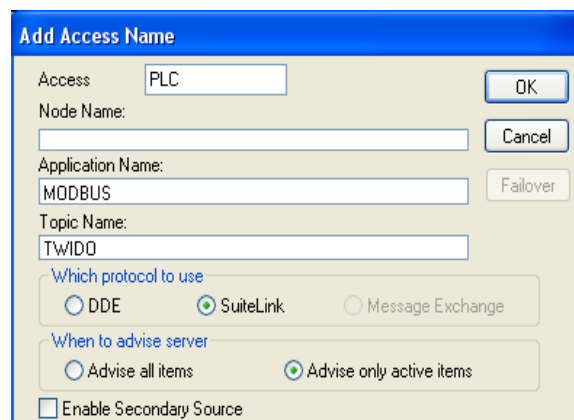 Add Access Name
Access PLC OK
Node Name:
Cancel
Application Name:
MODBUS Failover
Topic Name:
TWIDO
Which protocol to use
DDE SuiteLink Message Exchange
When to advise server
Advise all items Advise only active items
Enable Secondary Source